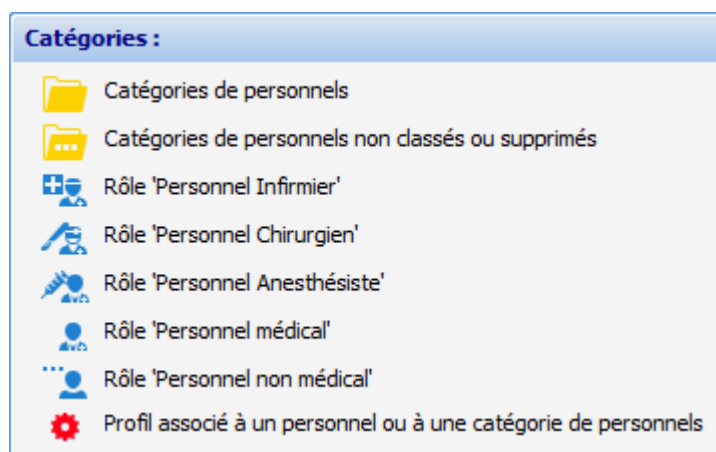 Catégories :
Catégories de personnels
Catégories de personnels non classés ou supprimés
Rôle 'Personnel Infirmier'
Rôle 'Personnel Chirurgien'
Rôle 'Personnel Anesthésiste'
Rôle 'Personnel médical'
Rôle 'Personnel non médical'
Profil associé à un personnel ou à une catégorie de personnels